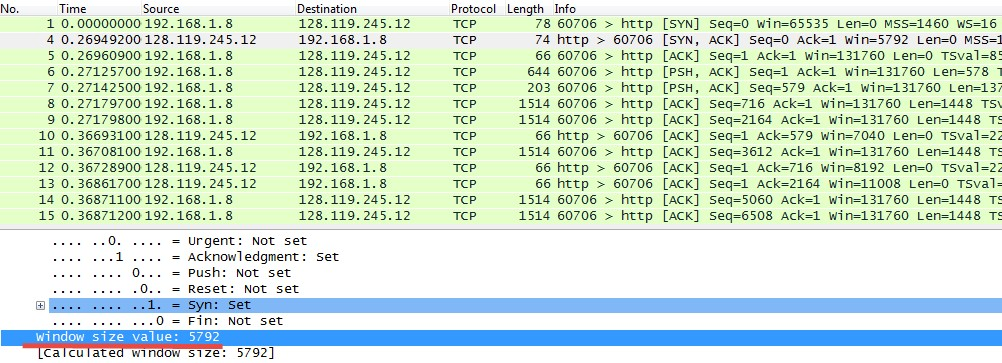 No. Time Source Destination Protocol Length Info
1 0.00000000 192.168.1.8 128.119.245.12 TCP 78 60706 > http [SYN] Seq=0 Win=65535 Len=0 MSS=1460 WS=16
4 0.26949200 128.119.245.12 192.168.1.8 TCP 74 http > 60706 [SYN, ACK] Seq=0 Ack=1 Win=5792 Len=0 MSS=1
5 0.26960900 192.168.1.8 128.119.245.12 TCP 66 60706 > http [ACK] Seq=1 Ack=1 Win=131760 Len=0 TSval=85
6 0.27125700 192.168.1.8 128.119.245.12 TCP 644 60706 > http [PSH, ACK] Seq=1 Ack=1 Win=131760 Len=578 T
7 0.27142500 192.168.1.8 128.119.245.12 TCP 203 60706 > http [PSH, ACK] Seq=579 Ack=1 Win=131760 Len=137
8 0.27179700 192.168.1.8 128.119.245.12 TCP 1514 60706 > http [ACK] Seq=716 Ack=1 Win=131760 Len=1448 TS
9 0.27179800 192.168.1.8 128.119.245.12 TCP 1514 60706 > http [ACK] Seq=2164 Ack=1 Win=131760 Len=1448 T
10 0.36693100 128.119.245.12 192.168.1.8 TCP 66 http > 60706 [ACK] Seq=1 Ack=579 Win=7040 Len=0 TSval=22
11 0.36708100 192.168.1.8 128.119.245.12 TCP 1514 60706 > http [ACK] Seq=3612 Ack=1 Win=131760 Len=1448 T
12 0.36728900 128.119.245.12 192.168.1.8 TCP 66 http > 60706 [ACK] Seq=1 Ack=716 Win=8192 Len=0 TSval=22
13 0.36861700 128.119.245.12 192.168.1.8 TCP 66 http > 60706 [ACK] Seq=1 Ack=2164 Win=11008 Len=0 TSval=
14 0.36871100 192.168.1.8 128.119.245.12 TCP 1514 60706 > http [ACK] Seq=5060 Ack=1 Win=131760 Len=1448 T
15 0.36871200 192.168.1.8 128.119.245.12 TCP 1514 60706 > http [ACK] Seq=6508 Ack=1 Win=131760 Len=1448 T
.... ..0. .... = Urgent: Not set
.... ...1 .... = Acknowledgment: Set
.... .... 0... = Push: Not set
.... .... .0.. = Reset: Not set
.... .... ..1. = Syn: Set
.... .... ...0 = Fin: Not set
Window size value: 5792
[Calculated window size: 5792]